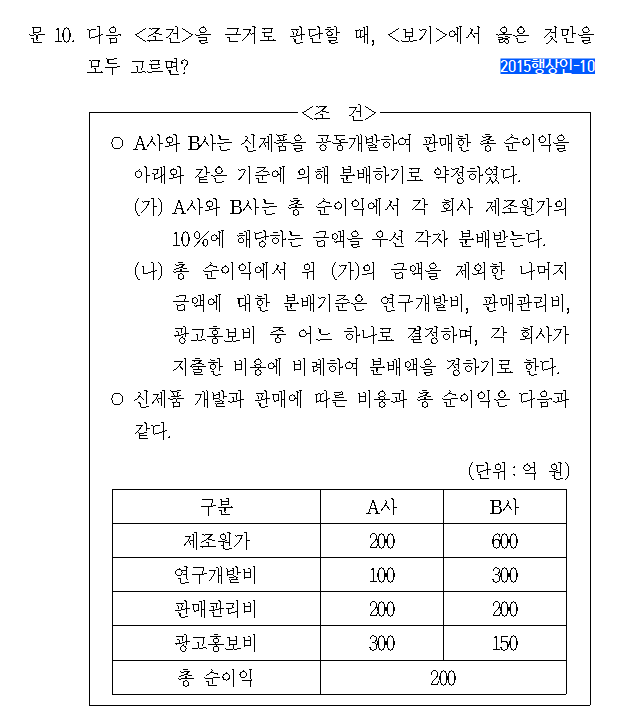 문 10. 다음 <조건>을 근거로 판단할 때, <보기>에서 옳은 것만을
모두 고르면?
2015행상인-10
<조 건>
○ A사와 B사는 신제품을 공동개발하여 판매한 총 순이익을
아래와 같은 기준에 의해 분배하기로 약정하였다.
(가) A사와 B사는 총 순이익에서 각 회사 제조원가의
10%에 해당하는 금액을 우선 각자 분배받는다.
(나) 총 순이익에서 위 (가)의 금액을 제외한 나머지
금액에 대한 분배기준은 연구개발비, 판매관리비,
광고홍보비 중 어느 하나로 결정하며, 각 회사가
지출한 비용에 비례하여 분배액을 정하기로 한다.
○ 신제품 개발과 판매에 따른 비용과 총 순이익은 다음과
같다.
(단위 : 억 원)
구분 A사 B사
제조원가 200 600
연구개발비 100 300
판매관리비 200 200
광고홍보비 300 150
총 순이익 200